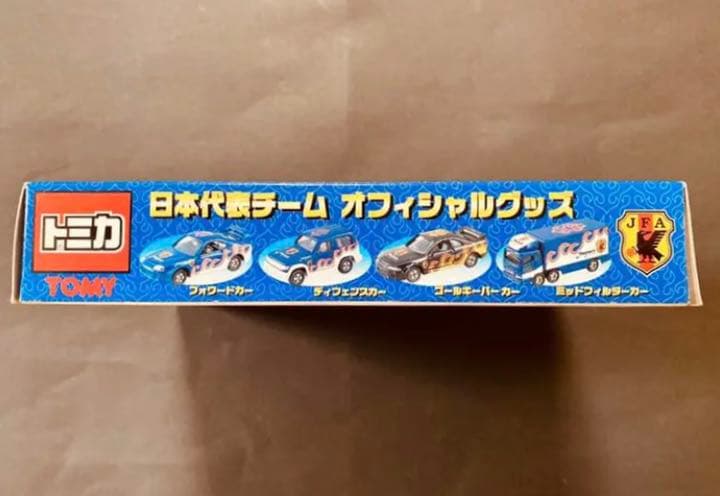 トミカ
TOMY
日本代表チーム オフィシャルグッズ
フォワードカー
ディフェンスカー
ゴールキーパーカー
ミッドフィルダーカー
JFA